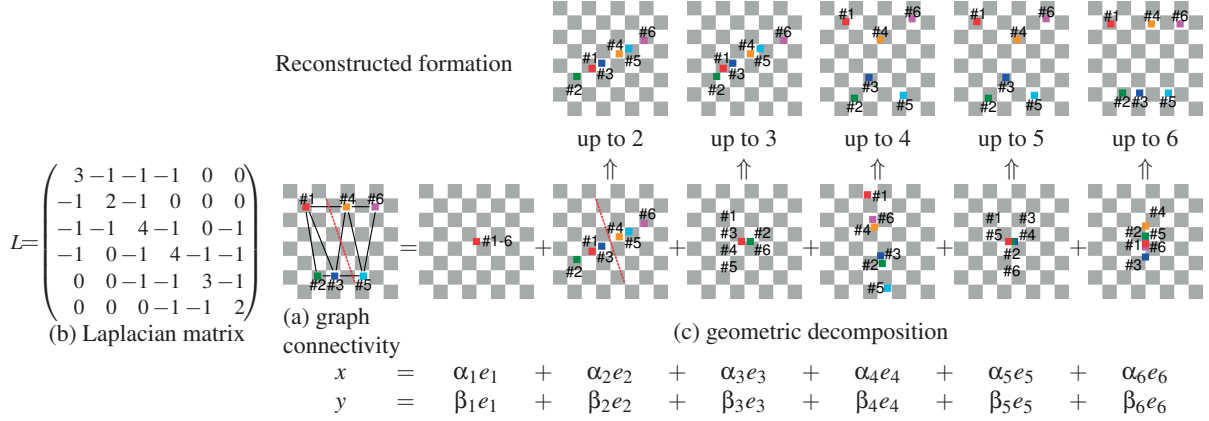 Reconstructed formation
#1 #6 #4 #3 #5 #2
#1 #6 #4 #3 #5 #2
#1 #6 #4 #3 #2 #5
#1 #6 #4 #3 #2 #5
#1 #4 #6 #2 #3 #5
up to 2 up to 3 up to 4 up to 5 up to 6
⇑ ⇑ ⇑ ⇑ ⇑
L=
3 −1 −1 −1 0 0
−1 2 −1 0 0 0
−1 −1 4 −1 0 −1
−1 0 −1 4 −1 −1
0 0 −1 −1 3 −1
0 0 0 −1 −1 2
(b) Laplacian matrix
#1 #4 #6 #2 #3 #5
=
#1-6
+
#6 #4 #1 #5 #3 #2
+
#1 #3 #2 #4 #6 #5
+
#1 #6 #4 #3 #2 #5
+
#1 #3 #5 #4 #2 #6
+
#4 #2 #5 #1 #6 #3
(a) graph
connectivity
(c) geometric decomposition
x = α1e1 + α2e2 + α3e3 + α4e4 + α5e5 + α6e6
y = β1e1 + β2e2 + β3e3 + β4e4 + β5e5 + β6e6